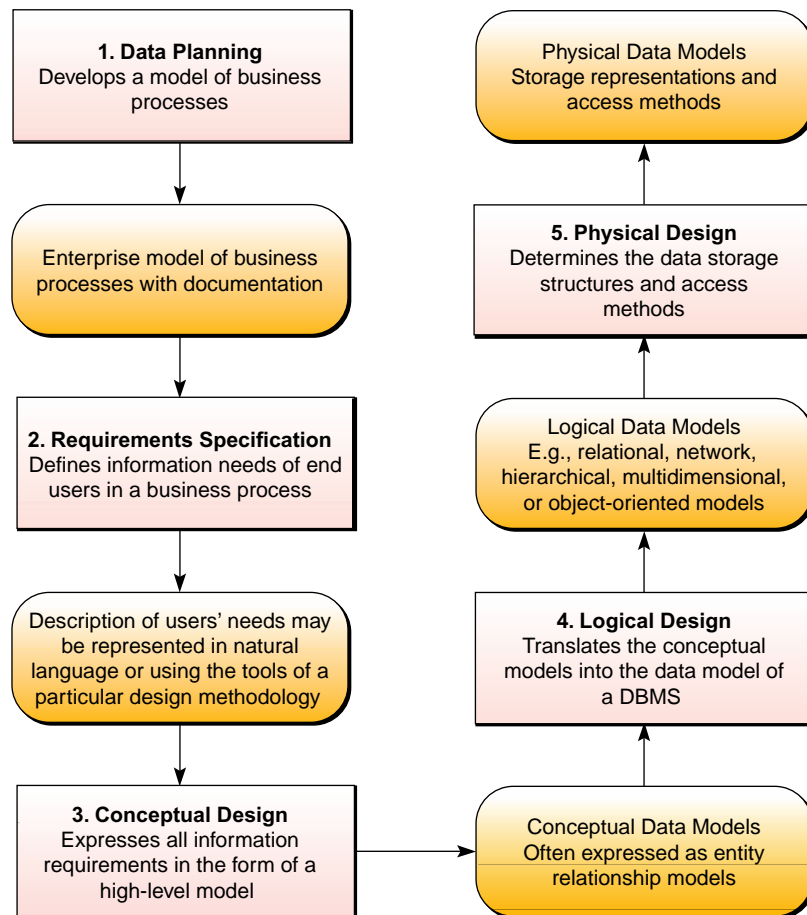 1. Data Planning
Develops a model of business
processes
Enterprise model of business
processes with documentation
2. Requirements Specification
Defines information needs of end
users in a business process
Description of users’ needs may
be represented in natural
language or using the tools of a
particular design methodology
3. Conceptual Design
Expresses all information
requirements in the form of a
high-level model
Conceptual Data Models
Often expressed as entity
relationship models
4. Logical Design
Translates the conceptual
models into the data model of
a DBMS
Logical Data Models
E.g., relational, network,
hierarchical, multidimensional,
or object-oriented models
5. Physical Design
Determines the data storage
structures and access
methods
Physical Data Models
Storage representations and
access methods